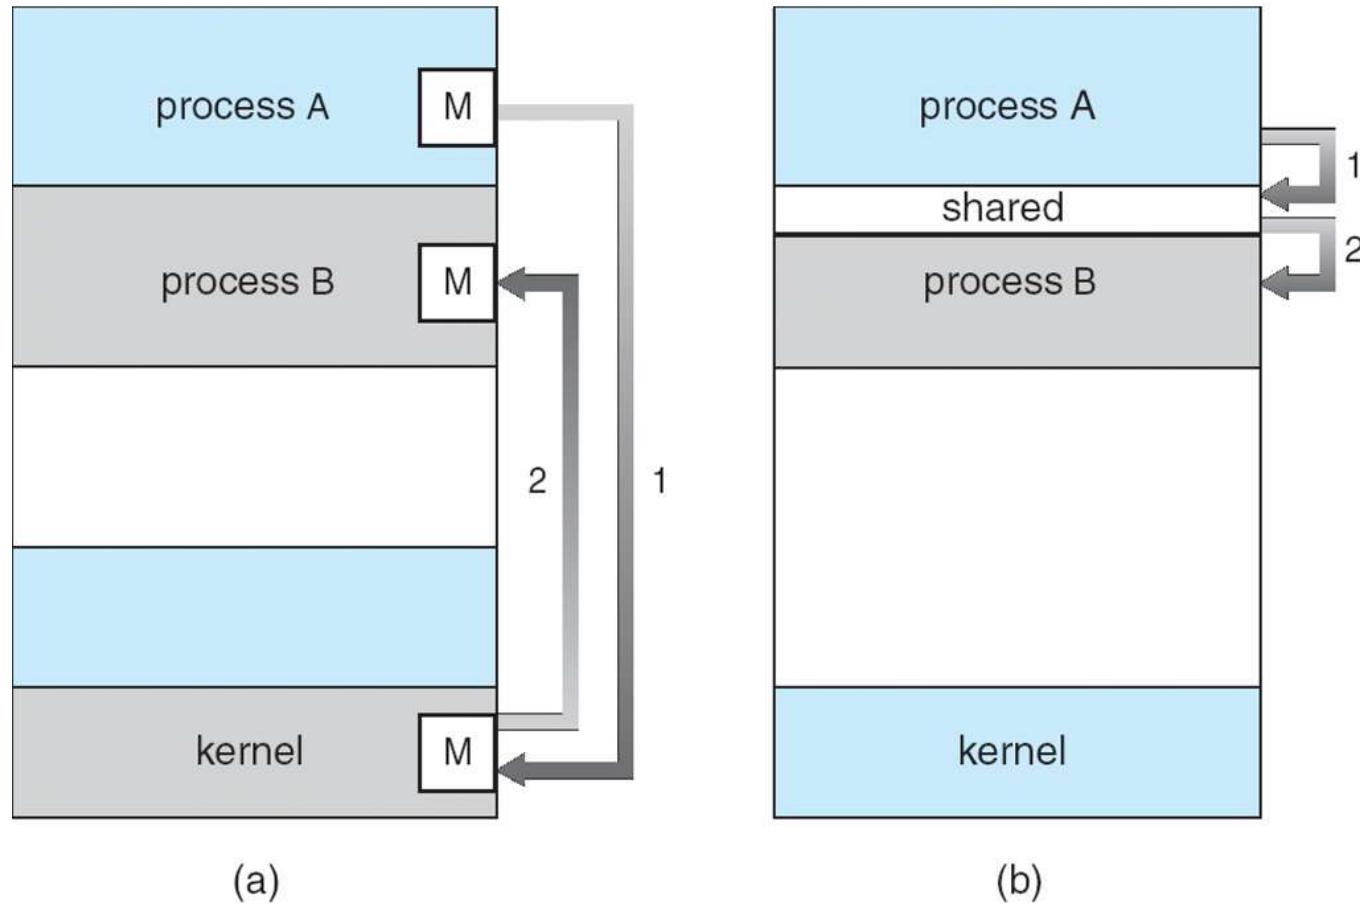 process A
M
process B
M
2
1
kernel
M
(a)
process A
1
shared
2
process B
kernel
(b)